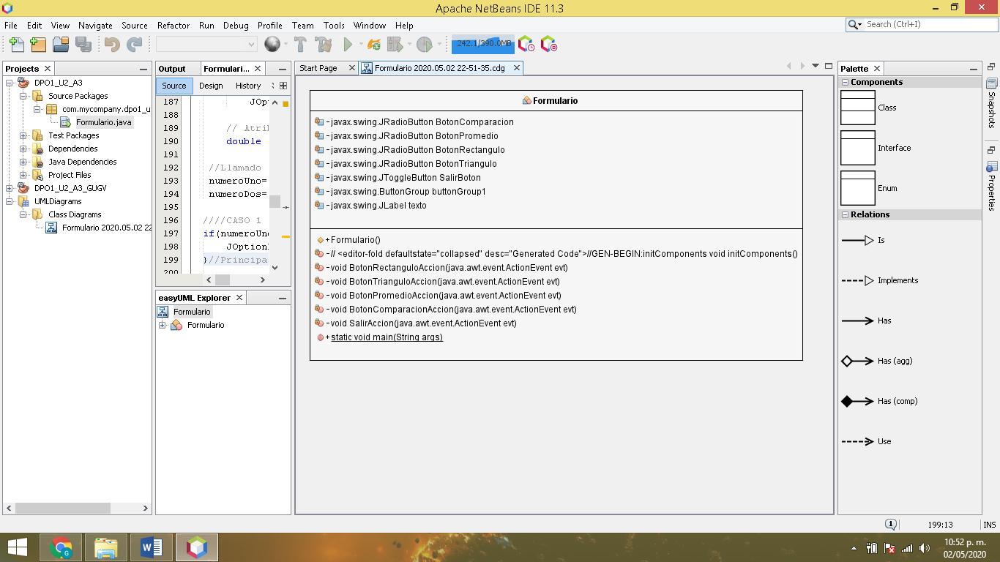 Apache NetBeans IDE 11.3
File Edit View Navigate Source Refactor Run Debug Profile Team Tools Window Help
Search (Ctrl+I)
242.1/390.0MB
Projects
DPO1_U2_A3
Source Packages
com.mycompany.dpo1_u
Formulario.java
Test Packages
Dependencies
Java Dependencies
Project Files
DPO1_U2_A3_GUGV
UMLDiagrams
Class Diagrams
Formulario 2020.05.02 22
Output Formulari...
Source Design History
187 JOpt
188
189 // Atri
190 double
191
192 //Llamado
193 numeroUno=
194 numeroDos=
195
196 ////CASO 1
197 if(numeroUno
198 JOption
199 }//Principa
200
easyUML Explorer
Formulario
Formulario
Start Page Formulario 2020.05.02 22-51-35.cdg
Formulario
-javax.swing.JRadioButton BotonComparacion
-javax.swing.JRadioButton BotonPromedio
-javax.swing.JRadioButton BotonRectangulo
-javax.swing.JRadioButton BotonTriangulo
-javax.swing.JToggleButton SalirBoton
-javax.swing.ButtonGroup buttonGroup1
-javax.swing.JLabel texto
+Formulario()
-// <editor-fold defaultstate="collapsed" desc="Generated Code">//GEN-BEGIN:initComponents void initComponents()
-void BotonRectanguloAccion(java.awt.event.ActionEvent evt)
-void BotonTrianguloAccion(java.awt.event.ActionEvent evt)
-void BotonPromedioAccion(java.awt.event.ActionEvent evt)
-void BotonComparacionAccion(java.awt.event.ActionEvent evt)
-void SalirAccion(java.awt.event.ActionEvent evt)
+static void main(String args)
Palette
Components
Class
Interface
Enum
Relations
Is
Implements
Has
Has (agg)
Has (comp)
Use
Snapshots
Properties
1 199:13 INS
10:52 p. m.
02/05/2020